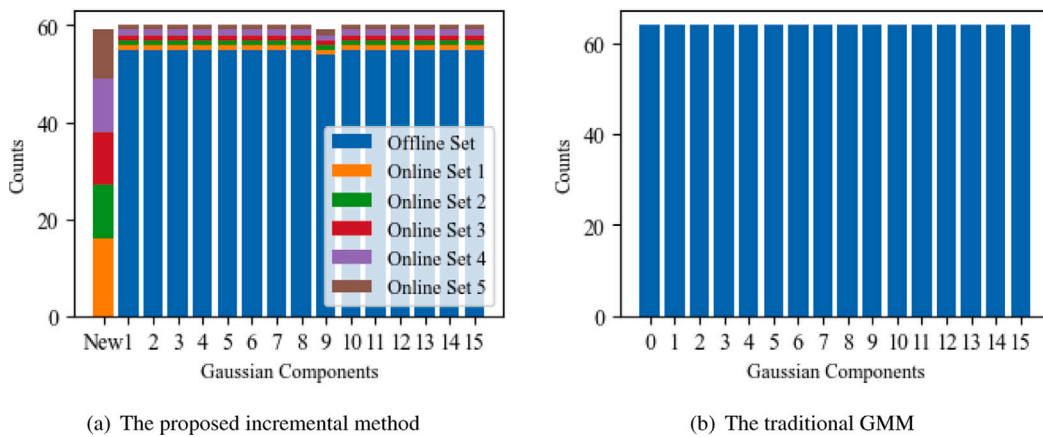 60
40
20
0
Counts
Offline Set
Online Set 1
Online Set 2
Online Set 3
Online Set 4
Online Set 5
New 1 2 3 4 5 6 7 8 9 10 11 12 13 14 15
Gaussian Components
(a) The proposed incremental method
60
40
20
0
Counts
0 1 2 3 4 5 6 7 8 9 10 11 12 13 14 15
Gaussian Components
(b) The traditional GMM